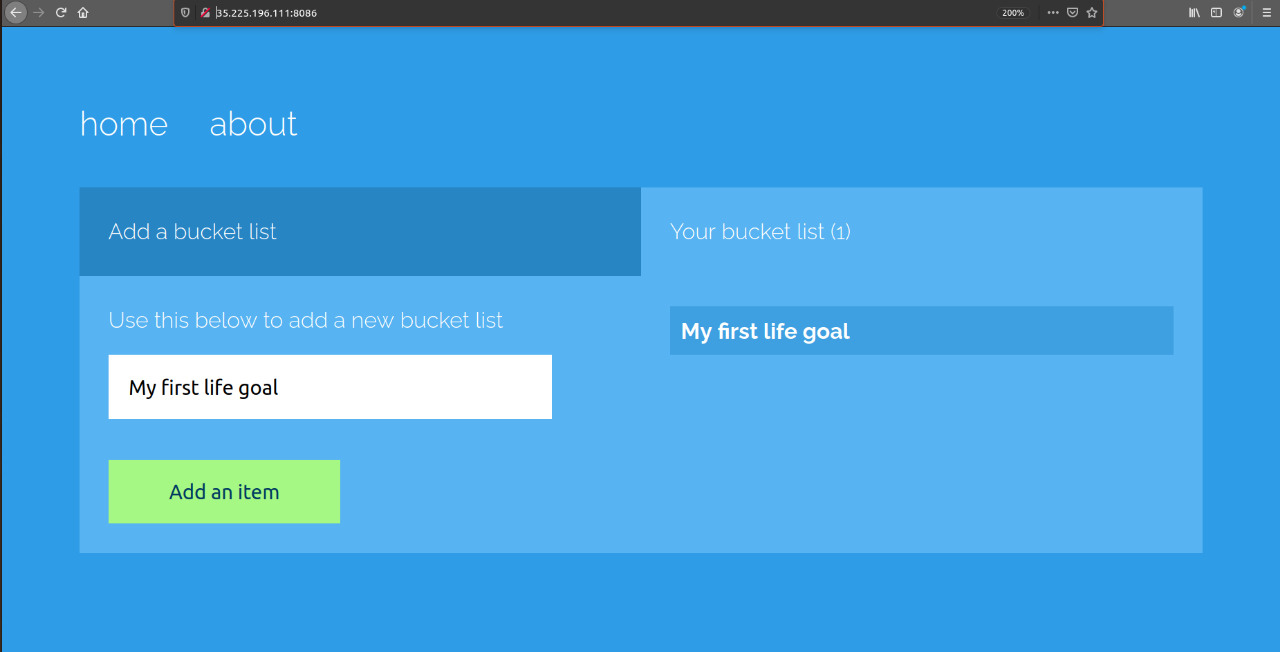 35.225.196.111:8086
200%
home about
Add a bucket list
Your bucket list (1)
Use this below to add a new bucket list
My first life goal
My first life goal
Add an item